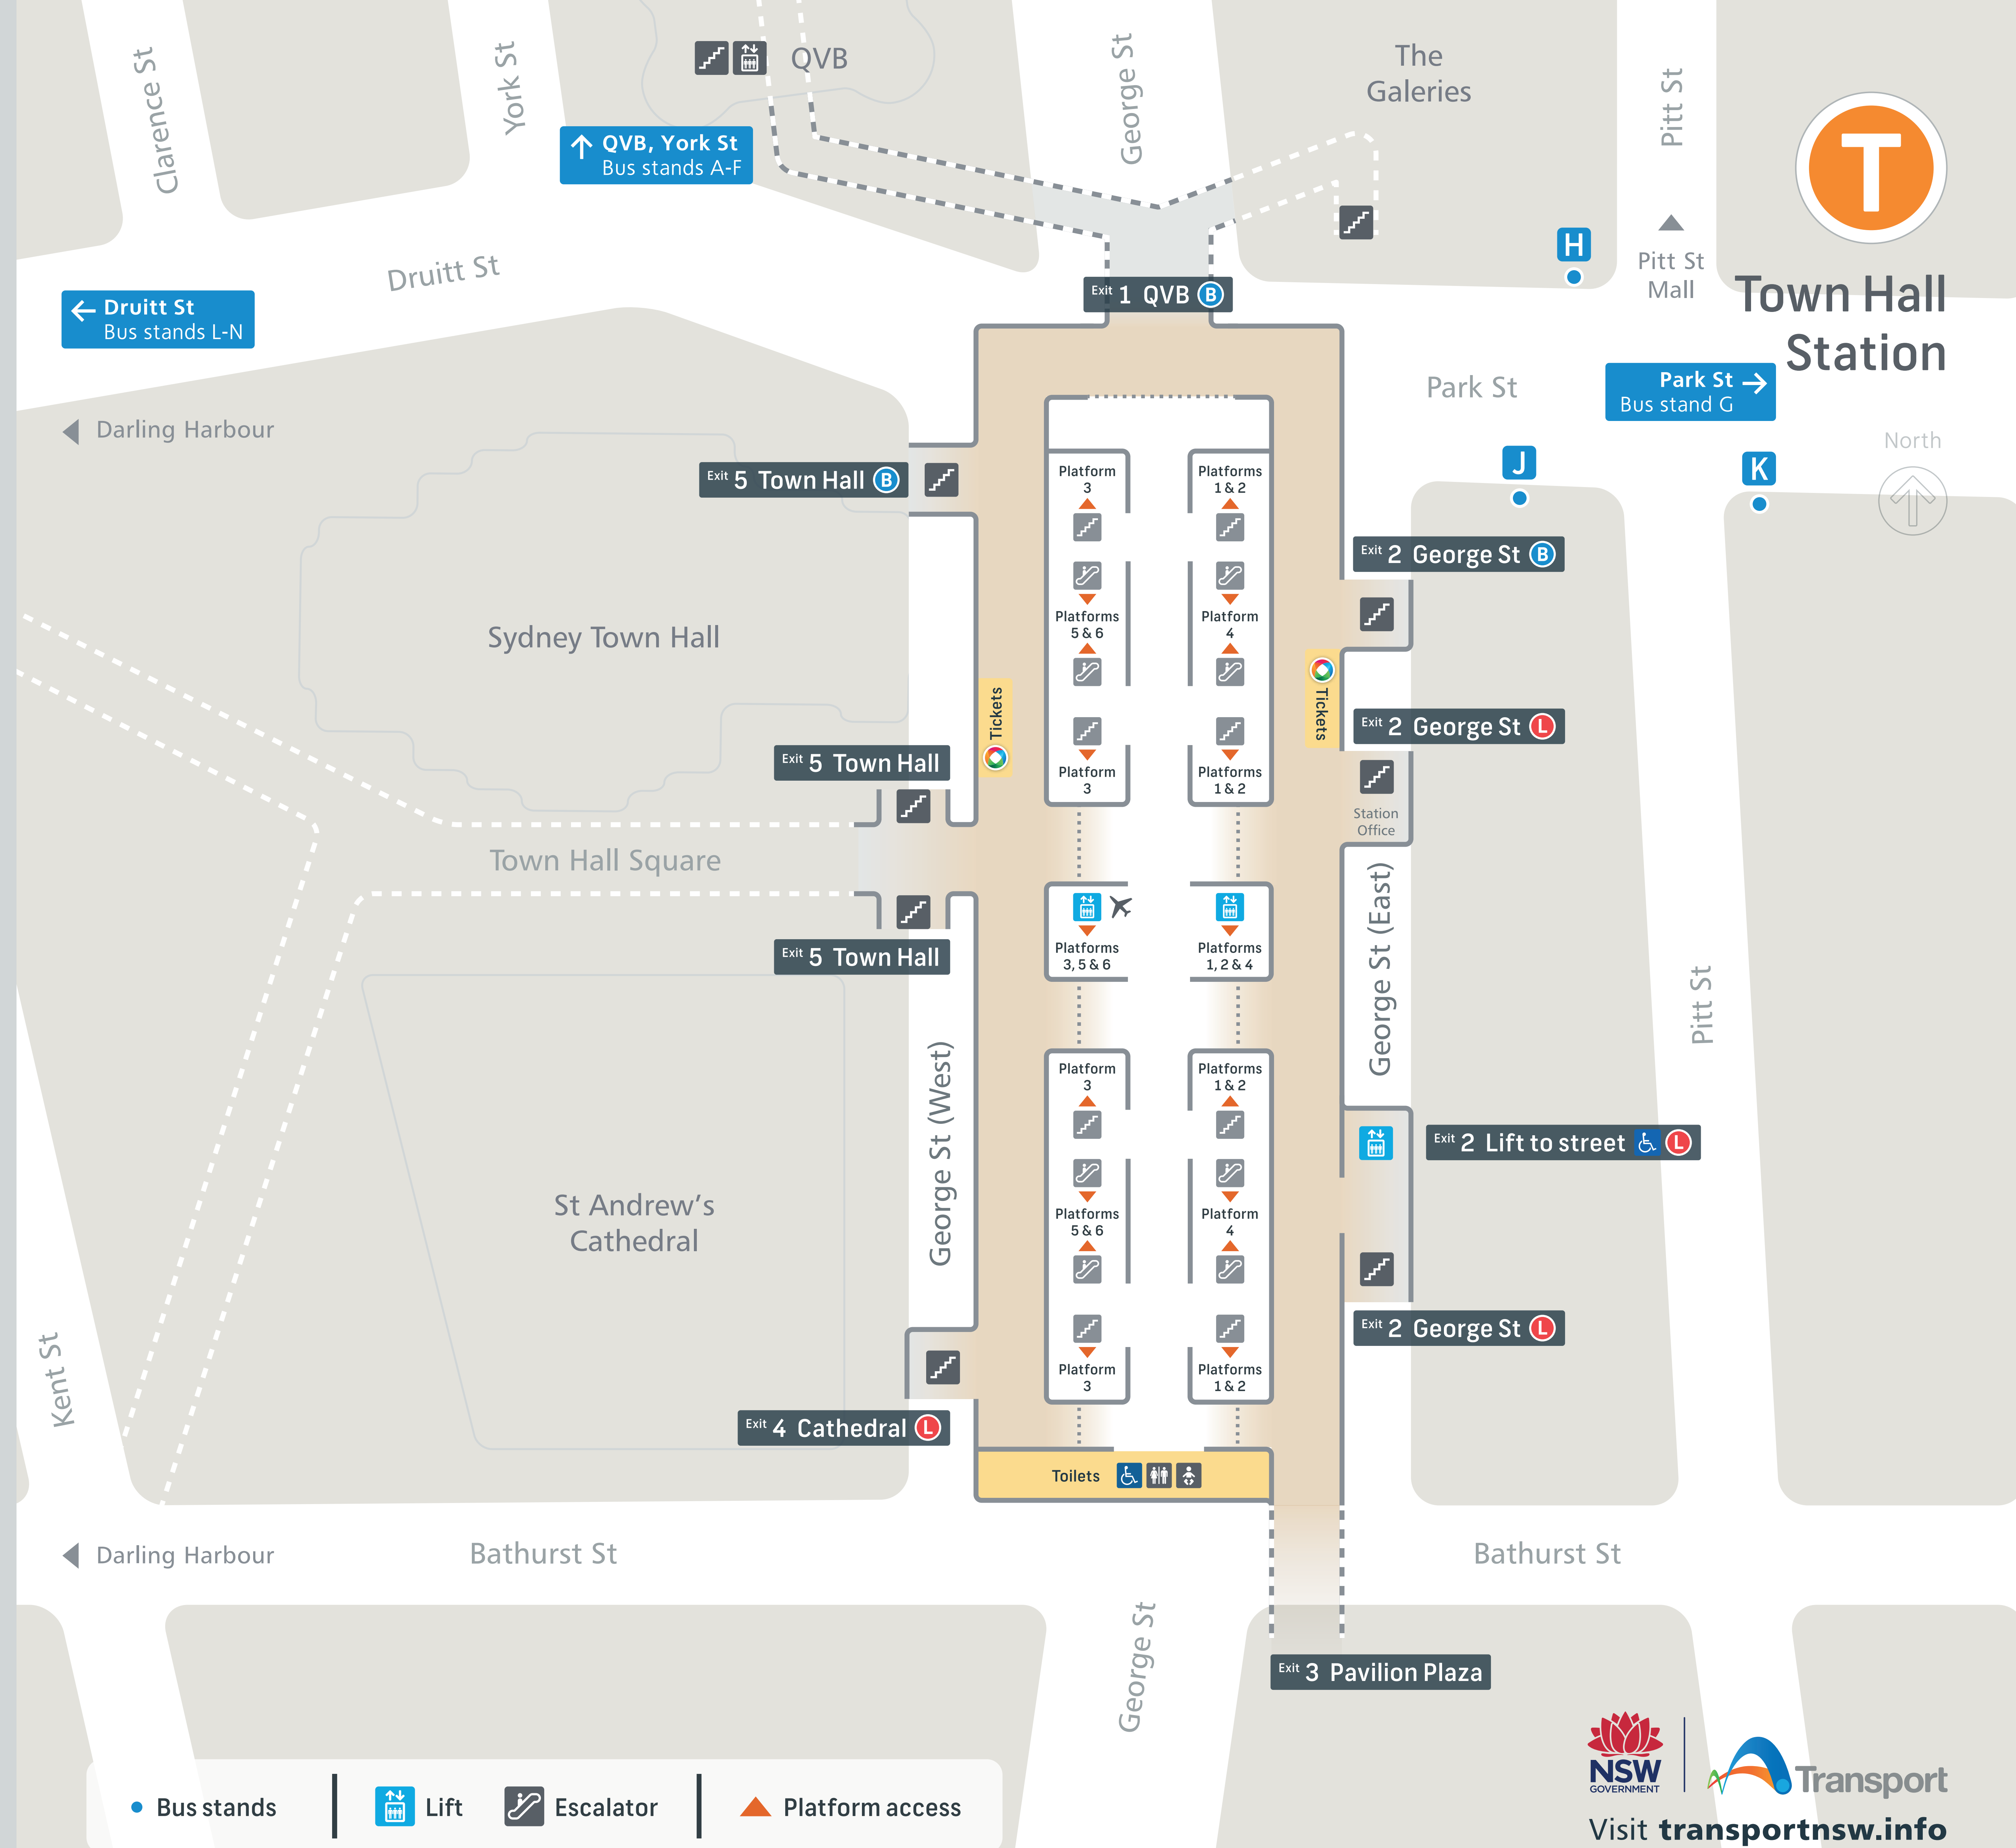 Clarence St
York St
QVB
George St
The
Galeries
Pitt St
T
QVB, York St
Bus stands A-F
H
Pitt St
Mall
Town Hall
Station
Druitt St
Druitt St
Bus stands L-N
Exit 1 QVB B
Park St
Park St
Bus stand G
Darling Harbour
North
J
K
Exit 5 Town Hall B
Platform
3
Platforms
1 & 2
Exit 2 George St B
Platforms
5 & 6
Platform
4
Sydney Town Hall
Tickets
Tickets
Exit 2 George St L
Exit 5 Town Hall
Platform
3
Platforms
1 & 2
Station
Office
Town Hall Square
Exit 5 Town Hall
Platforms
3, 5 & 6
Platforms
1, 2 & 4
George St (East)
Pitt St
George St (West)
Platform
3
Platforms
1 & 2
Exit 2 Lift to street L
St Andrew's
Cathedral
Platforms
5 & 6
Platform
4
Exit 2 George St L
Kent St
Platform
3
Platforms
1 & 2
Exit 4 Cathedral L
Toilets
Darling Harbour
Bathurst St
Bathurst St
George St
Exit 3 Pavilion Plaza
NSW
GOVERNMENT
Transport
Bus stands
Lift
Escalator
Platform access
Visit transportnsw.info